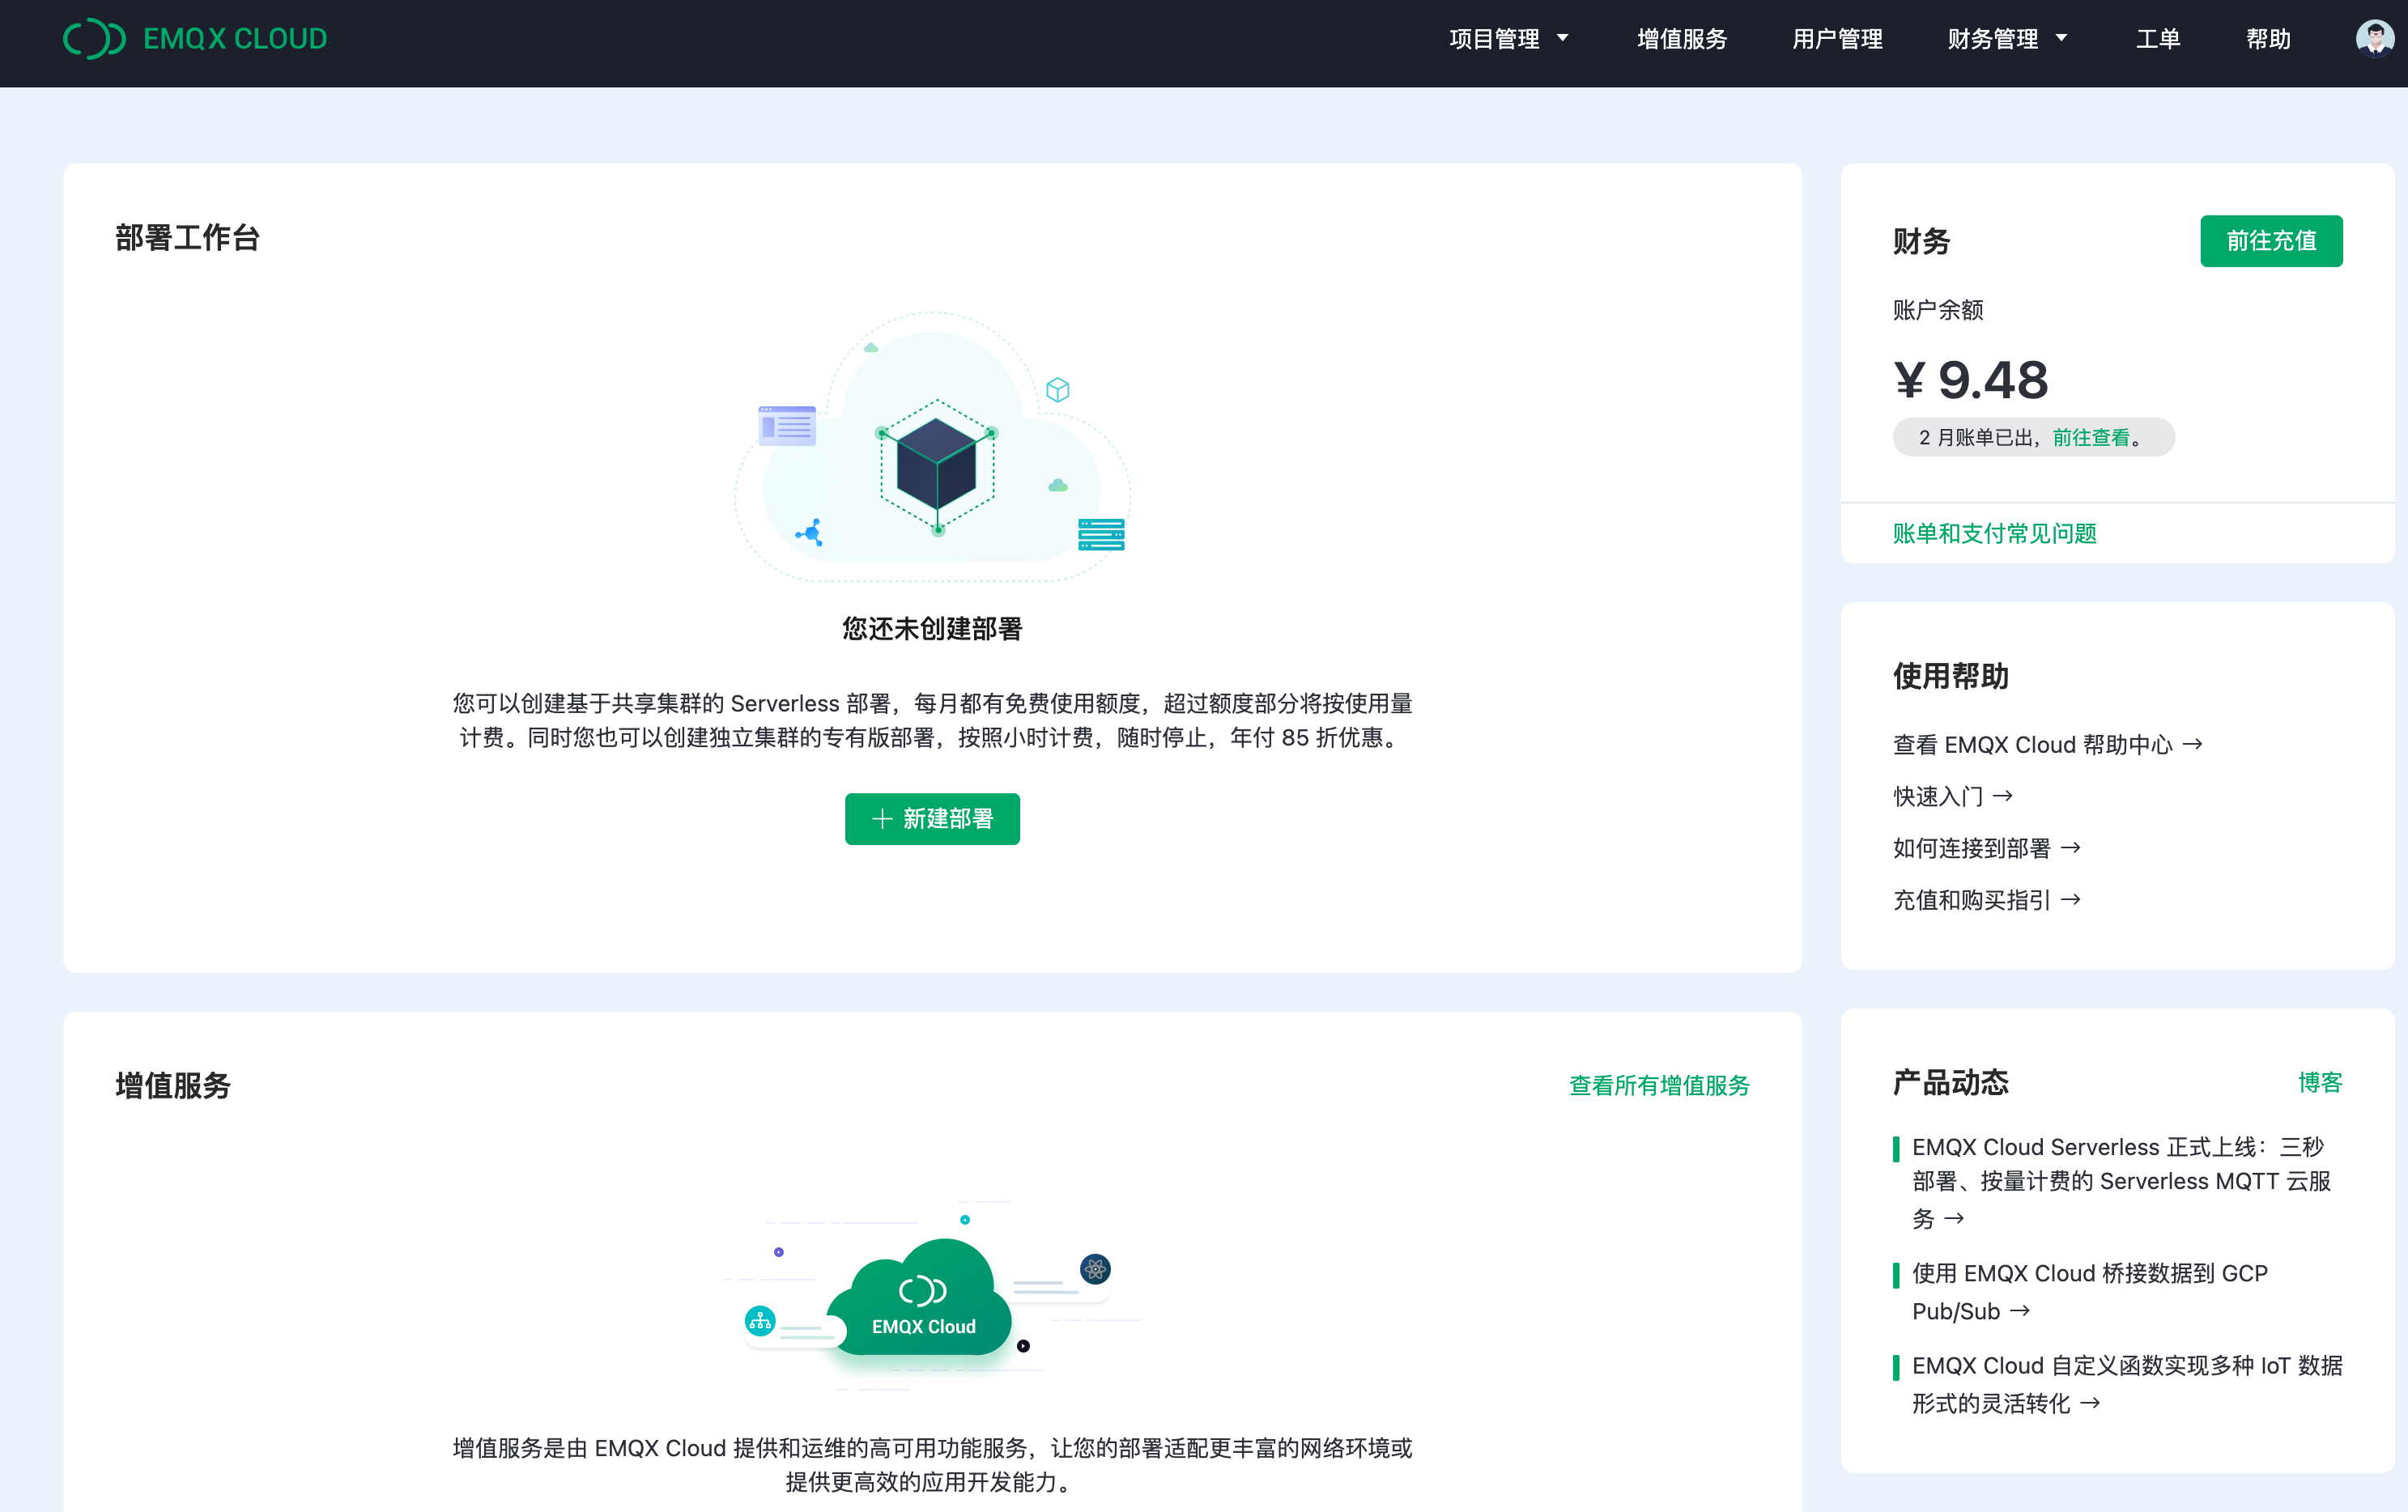 EMQX CLOUD
项目管理
增值服务
用户管理
财务管理
工单
帮助
部署工作台
您还未创建部署
您可以创建基于共享集群的 Serverless 部署，每月都有免费使用额度，超过额度部分将按使用量
计费。同时您也可以创建独立集群的专有版部署，按照小时计费，随时停止，年付 85 折优惠。
新建部署
增值服务
查看所有增值服务
EMQX Cloud
增值服务是由 EMQX Cloud 提供和运维的高可用功能服务，让您的部署适配更丰富的网络环境或
提供更高效的应用开发能力。
财务
前往充值
账户余额
¥ 9.48
2 月账单已出，前往查看。
账单和支付常见问题
使用帮助
查看 EMQX Cloud 帮助中心 →
快速入门 →
如何连接到部署 →
充值和购买指引 →
产品动态
博客
EMQX Cloud Serverless 正式上线：三秒
部署、按量计费的 Serverless MQTT 云服
务 →
使用 EMQX Cloud 桥接数据到 GCP
Pub/Sub →
EMQX Cloud 自定义函数实现多种 IoT 数据
形式的灵活转化 →